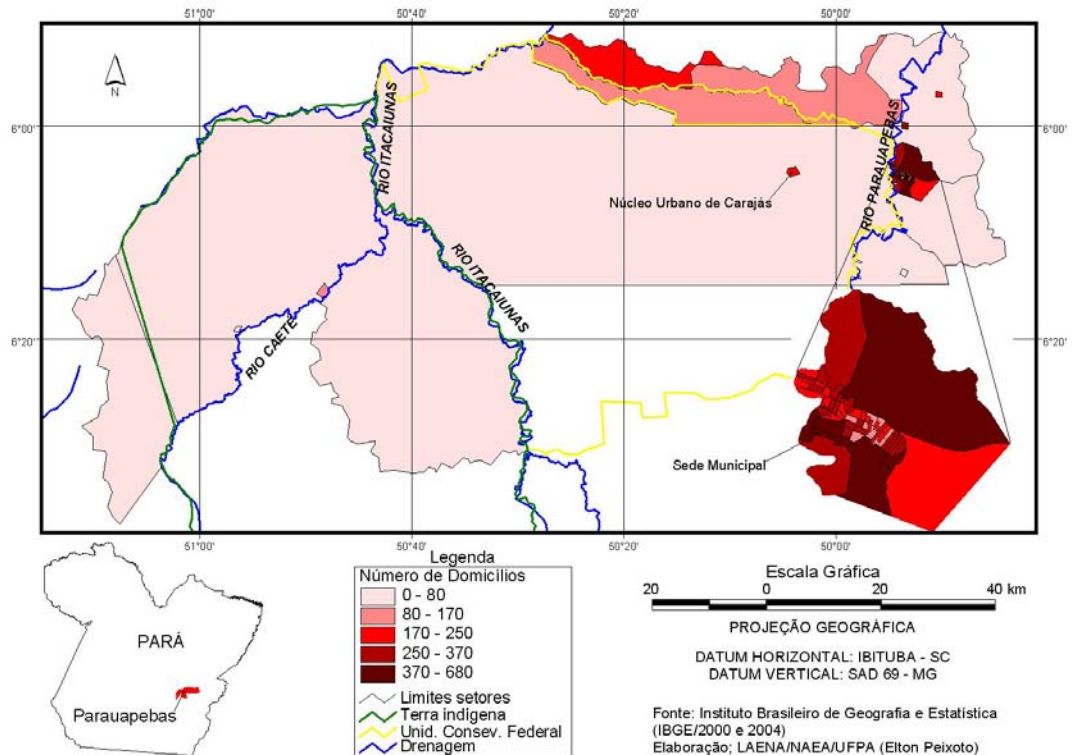 51°00'
50°40'
50°20'
50°00'
N
6°00'
6°00'
RIO ITACAIUNAS
RIO PARAUAPEBAS
Núcleo Urbano de Carajás
RIO ITACAIUNAS
6°20'
6°20'
RIO CAETÉ
Sede Municipal
51°00'
50°40'
50°20'
50°00'
PARÁ
Parauapebas
Legenda
Número de Domicílios
0 - 80
80 - 170
170 - 250
250 - 370
370 - 680
Limites setores
Terra indígena
Unid. Consev. Federal
Drenagem
Escala Gráfica
20 0 20 40 km
PROJEÇÃO GEOGRÁFICA
DATUM HORIZONTAL: IBITUBA - SC
DATUM VERTICAL: SAD 69 - MG
Fonte: Instituto Brasileiro de Geografia e Estatística
(IBGE/2000 e 2004)
Elaboração; LAENA/NAEA/UFPA (Elton Peixoto)